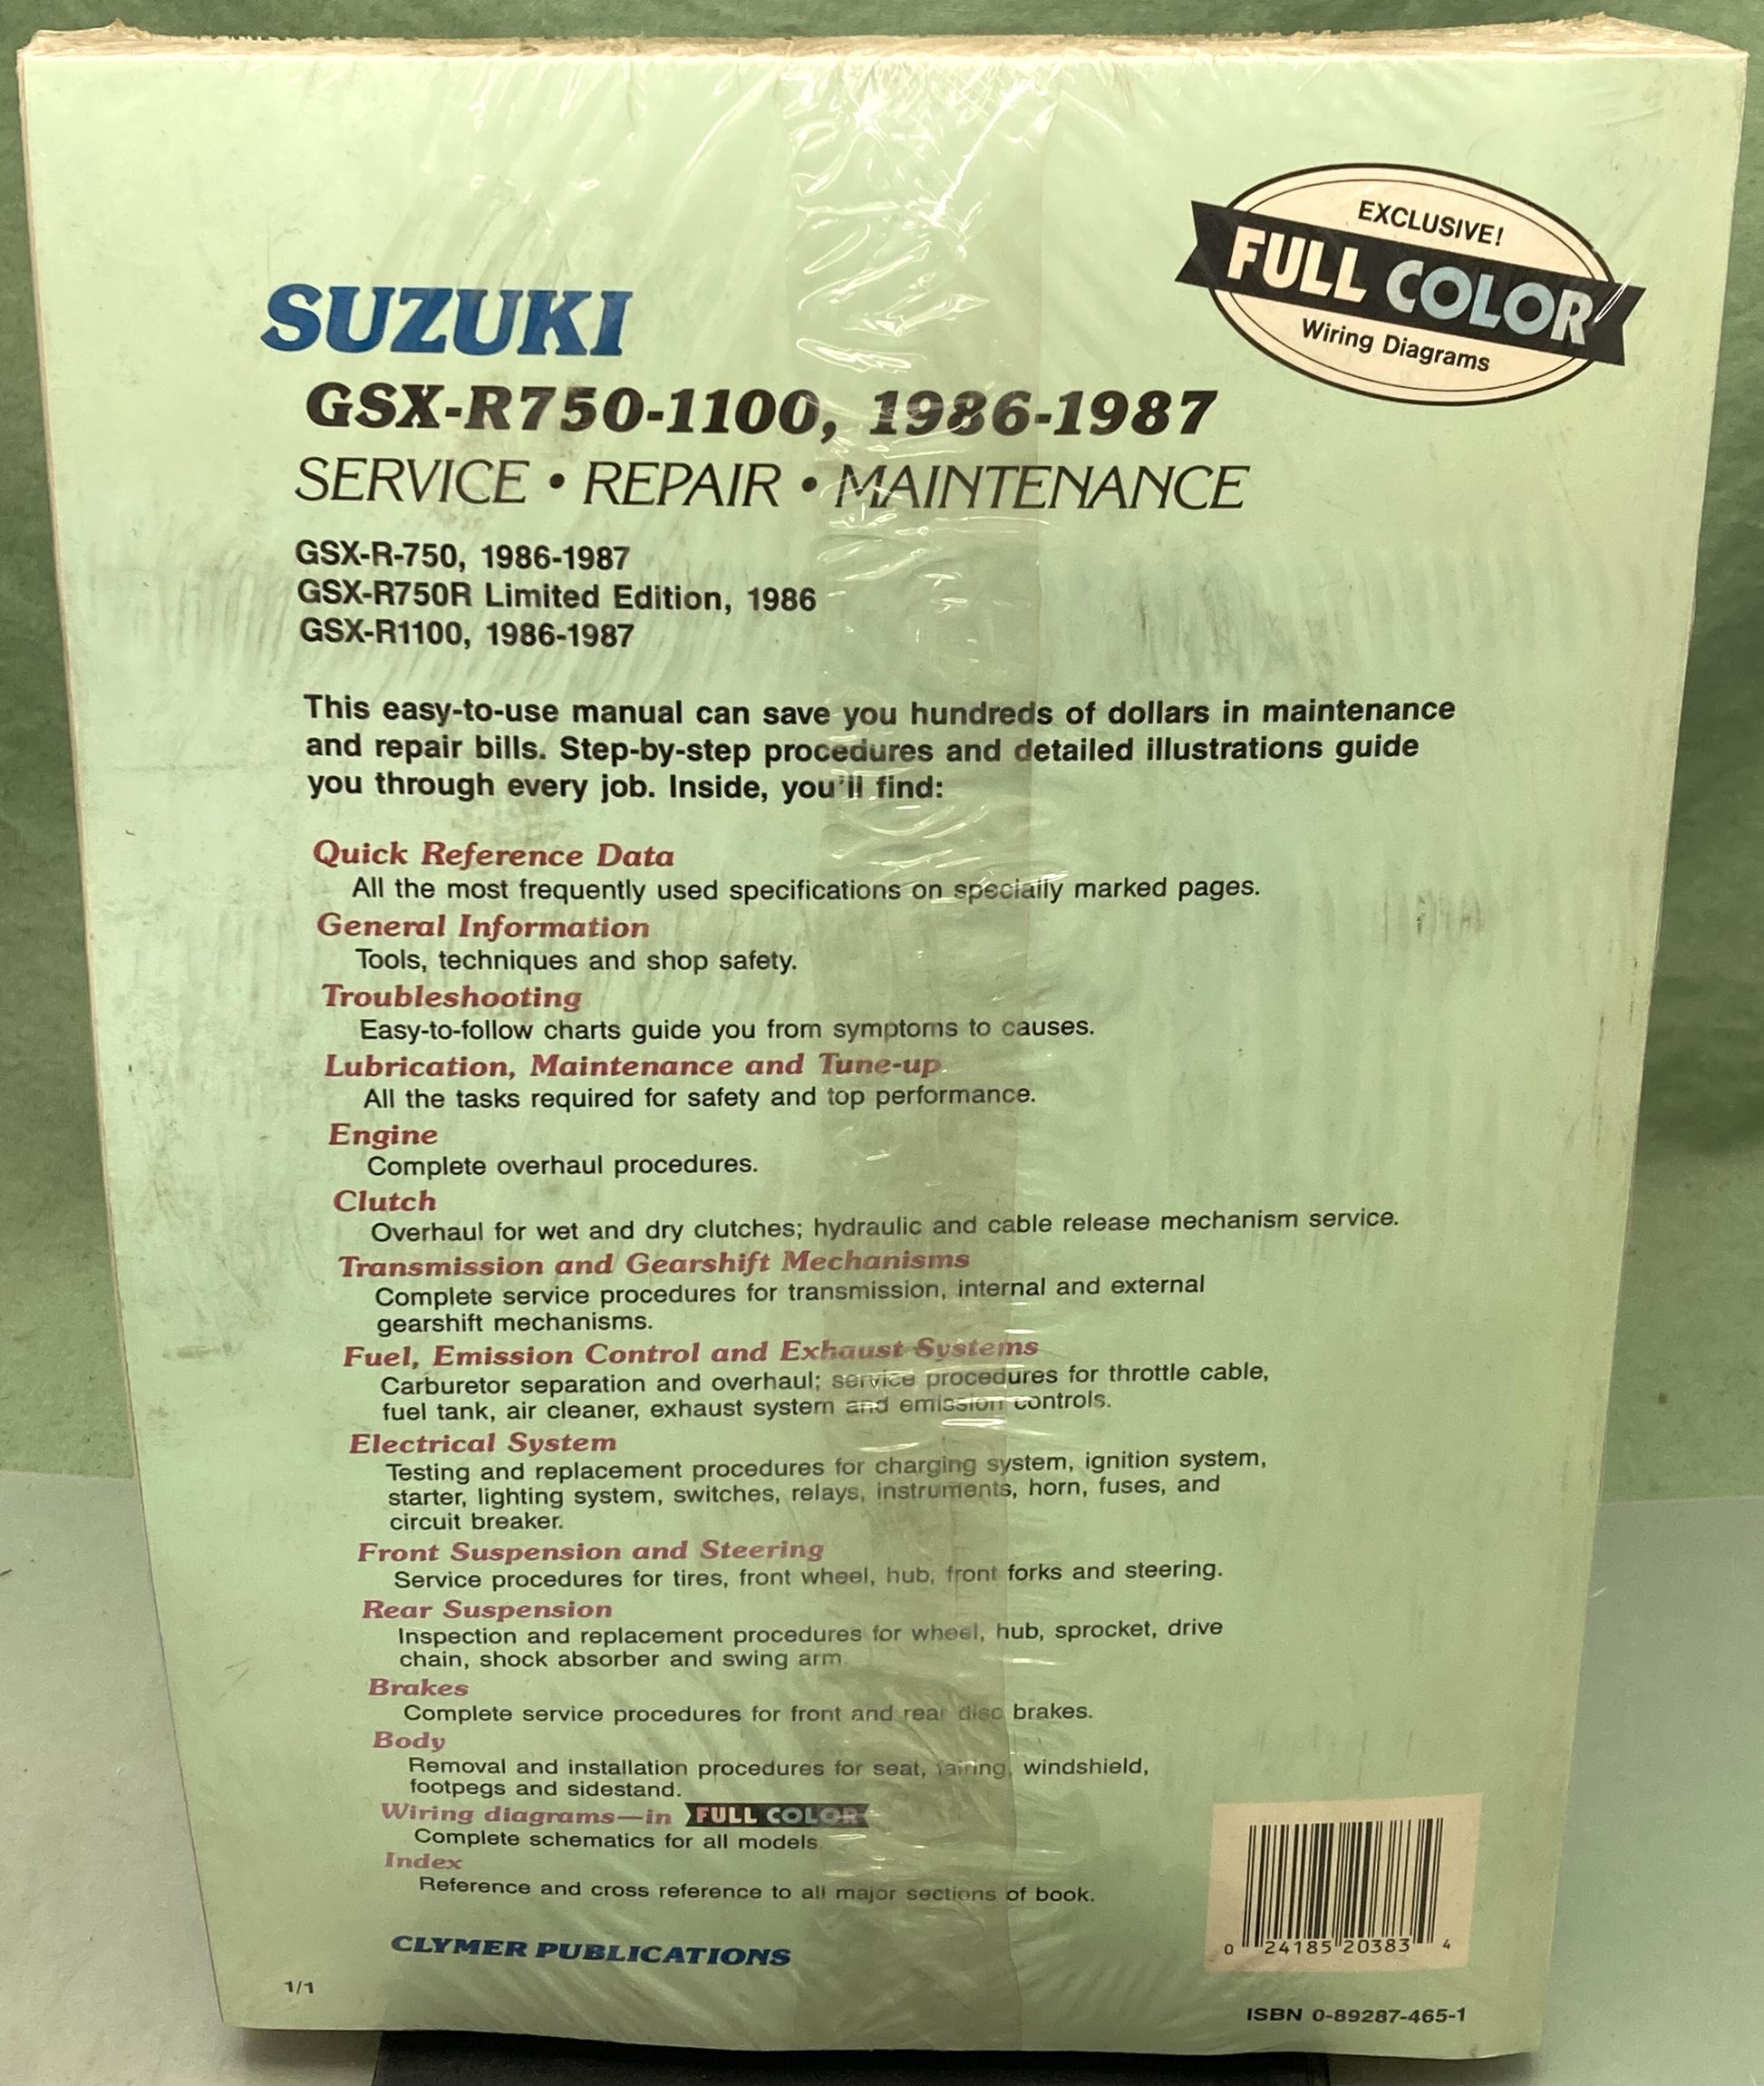 EXCLUSIVE!
FULL COLOR
Wiring Diagrams
SUZUKI
GSX-R750-1100, 1986-1987
SERVICE • REPAIR • MAINTENANCE
GSX-R-750, 1986-1987
GSX-R750R Limited Edition, 1986
GSX-R1100, 1986-1987
This easy-to-use manual can save you hundreds of dollars in maintenance
and repair bills. Step-by-step procedures and detailed illustrations guide
you through every job. Inside, you'll find:
Quick Reference Data
All the most frequently used specifications on specially marked pages.
General Information
Tools, techniques and shop safety.
Troubleshooting
Easy-to-follow charts guide you from symptoms to causes.
Lubrication, Maintenance and Tune-up
All the tasks required for safety and top performance.
Engine
Complete overhaul procedures.
Clutch
Overhaul for wet and dry clutches; hydraulic and cable release mechanism service.
Transmission and Gearshift Mechanisms
Complete service procedures for transmission, internal and external
gearshift mechanisms.
Fuel, Emission Control and Exhaust Systems
Carburetor separation and overhaul; service procedures for throttle cable,
fuel tank, air cleaner, exhaust system and emission controls.
Electrical System
Testing and replacement procedures for charging system, ignition system,
starter, lighting system, switches, relays, instruments, horn, fuses, and
circuit breaker.
Front Suspension and Steering
Service procedures for tires, front wheel, hub, front forks and steering.
Rear Suspension
Inspection and replacement procedures for wheel, hub, sprocket, drive
chain, shock absorber and swing arm.
Brakes
Complete service procedures for front and rear disc brakes.
Body
Removal and installation procedures for seat, fairing, windshield,
footpegs and sidestand.
Wiring diagrams—in FULL COLOR
Complete schematics for all models.
Index
Reference and cross reference to all major sections of book.
CLYMER PUBLICATIONS
0 24185 20383 4
1/1
ISBN 0-89287-465-1